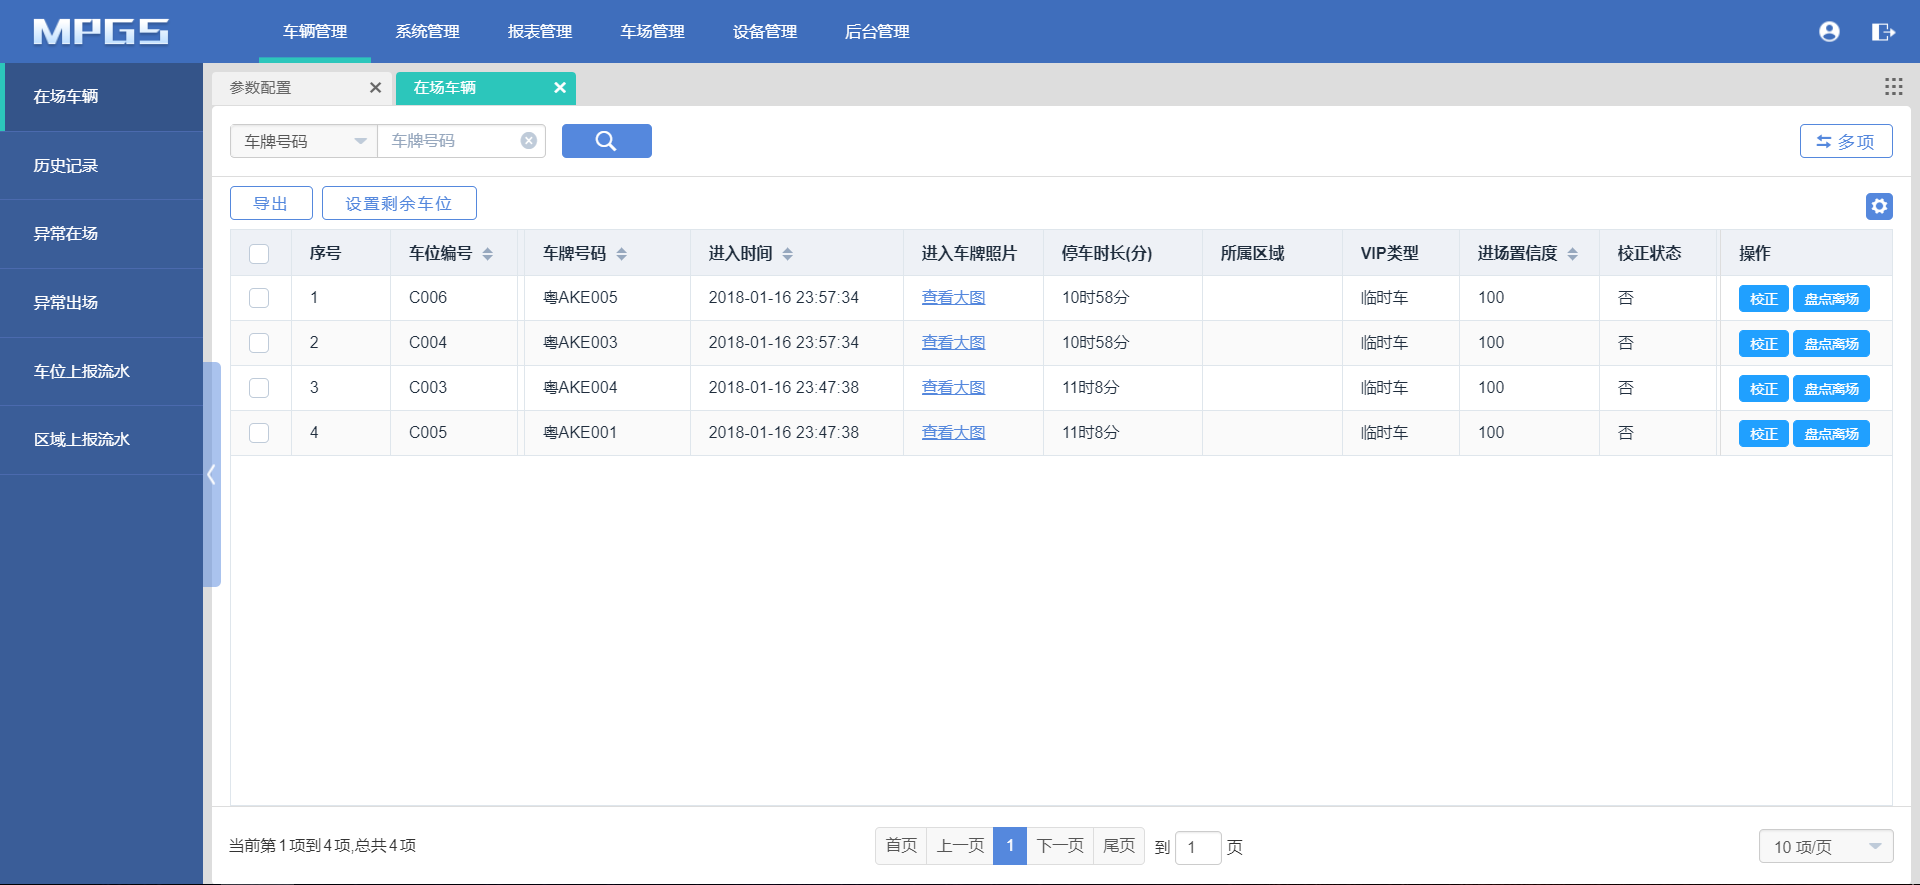 MPGS 车辆管理 系统管理 报表管理 车场管理 设备管理 后台管理
在场车辆
历史记录
异常在场
异常出场
车位上报流水
区域上报流水
参数配置 在场车辆
车牌号码 车牌号码 多项
导出 设置剩余车位
序号 车位编号 车牌号码 进入时间 进入车牌照片 停车时长(分) 所属区域 VIP类型 进场置信度 校正状态 操作
1 C006 粤AKE005 2018-01-16 23:57:34 查看大图 10时58分 临时车 100 否 校正 盘点离场
2 C004 粤AKE003 2018-01-16 23:57:34 查看大图 10时58分 临时车 100 否 校正 盘点离场
3 C003 粤AKE004 2018-01-16 23:47:38 查看大图 11时8分 临时车 100 否 校正 盘点离场
4 C005 粤AKE001 2018-01-16 23:47:38 查看大图 11时8分 临时车 100 否 校正 盘点离场
当前第1项到4项,总共4项 首页 上一页 1 下一页 尾页 到 1 页 10 项/页